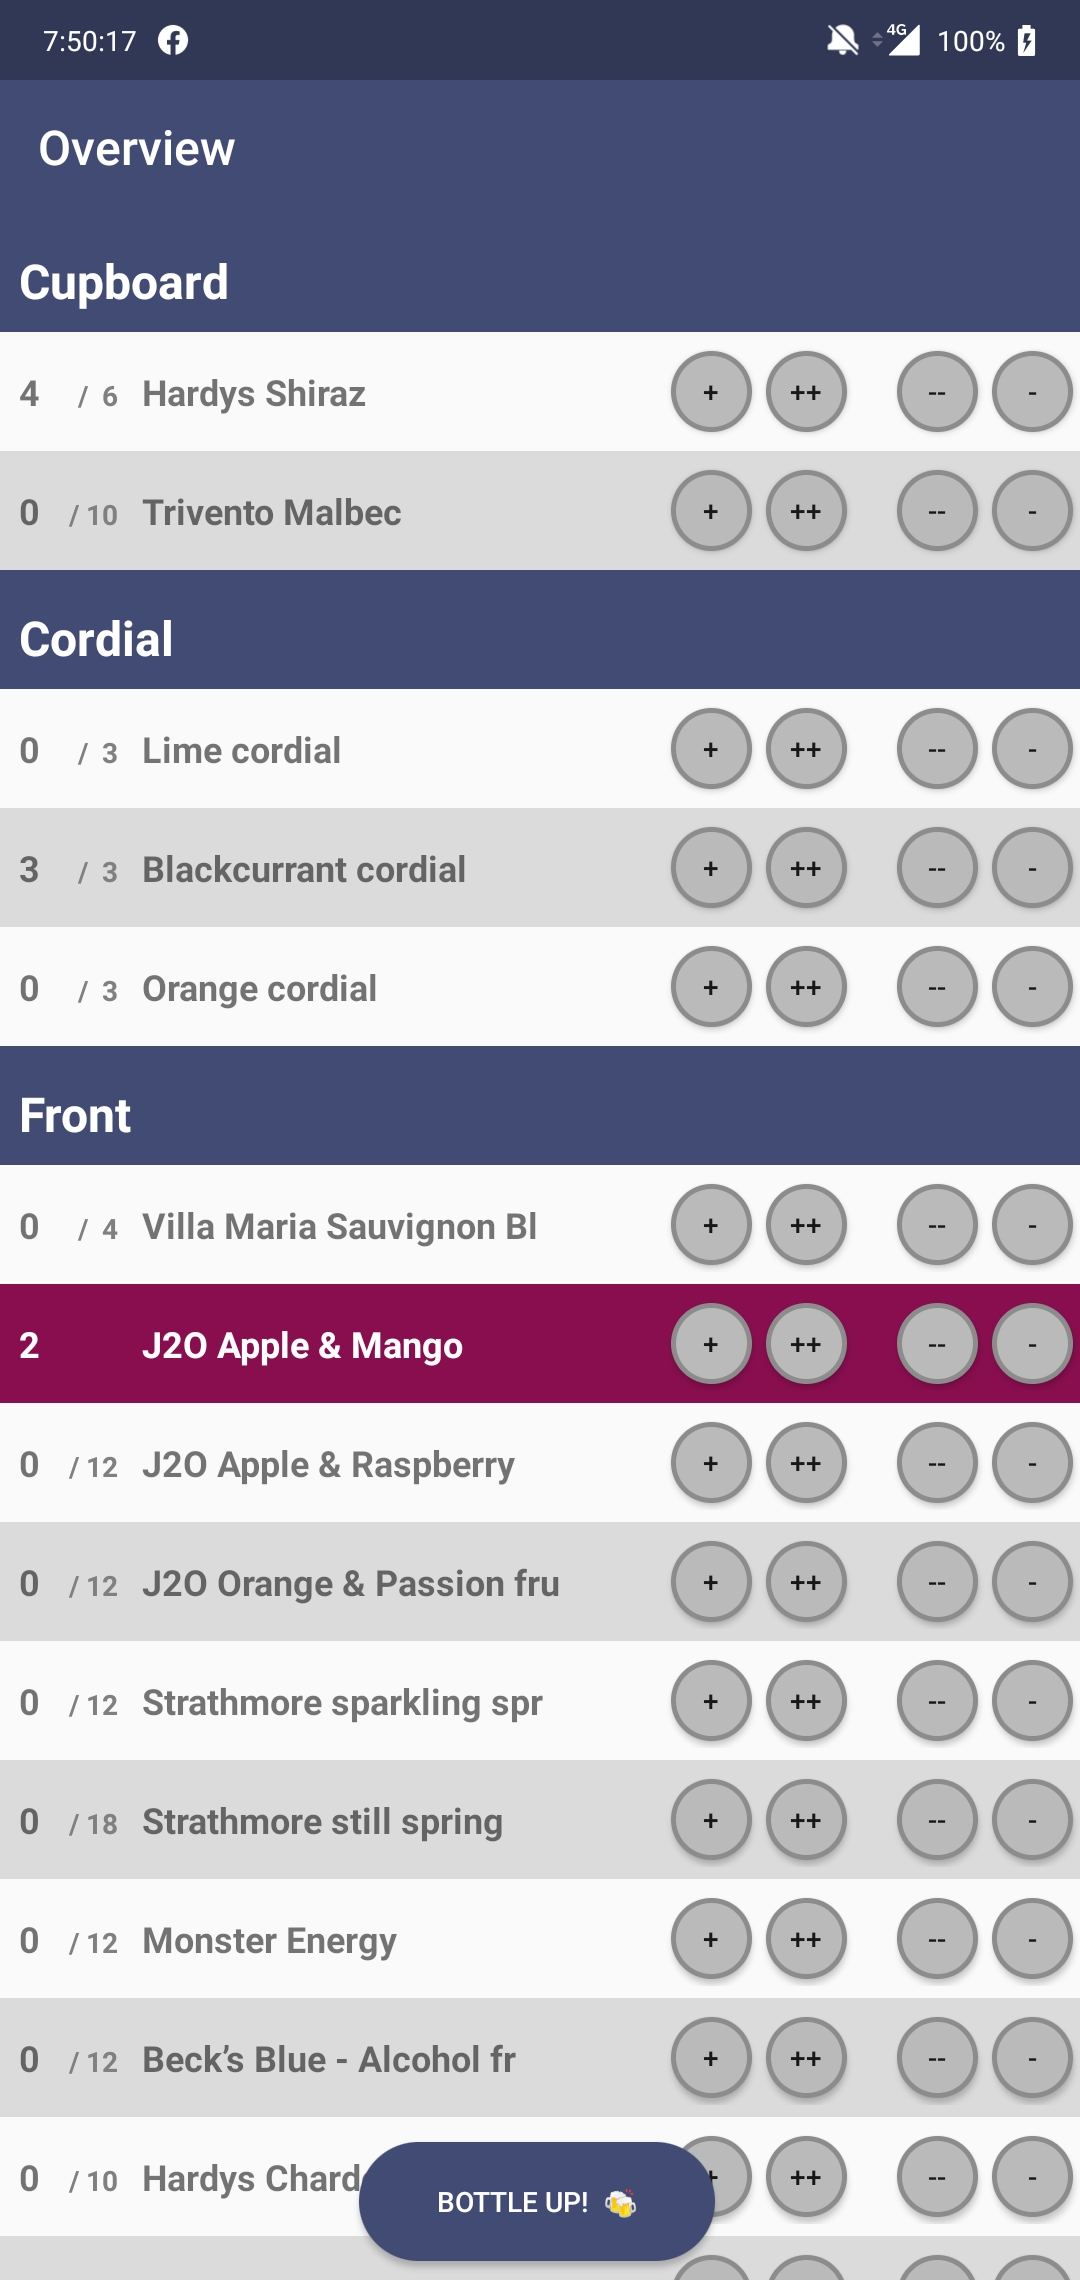 7:50:17 4G 100%
Overview
Cupboard
4 / 6 Hardys Shiraz + ++ -- -
0 / 10 Trivento Malbec + ++ -- -
Cordial
0 / 3 Lime cordial + ++ -- -
3 / 3 Blackcurrant cordial + ++ -- -
0 / 3 Orange cordial + ++ -- -
Front
0 / 4 Villa Maria Sauvignon Bl + ++ -- -
2 J2O Apple & Mango + ++ -- -
0 / 12 J2O Apple & Raspberry + ++ -- -
0 / 12 J2O Orange & Passion fru + ++ -- -
0 / 12 Strathmore sparkling spr + ++ -- -
0 / 18 Strathmore still spring + ++ -- -
0 / 12 Monster Energy + ++ -- -
0 / 12 Beck’s Blue - Alcohol fr + ++ -- -
0 / 10 Hardys Chard + ++ -- -
BOTTLE UP! 🍻